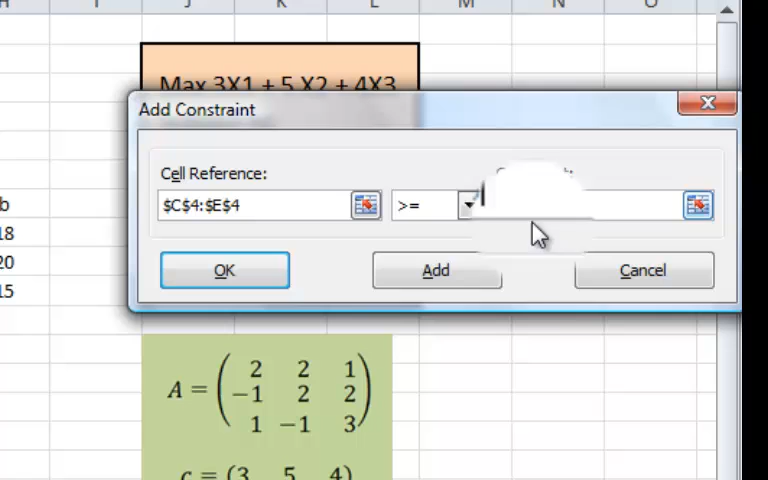 H I J K L M N O
Max 3X1 + 5 X2 + 4X3
Add Constraint
Cell Reference:
$C$4:$E$4 >=
OK Add Cancel
b
18
20
15
A = ( 2 2 1
−1 2 2
1 −1 3 )
c = (3 5 4)